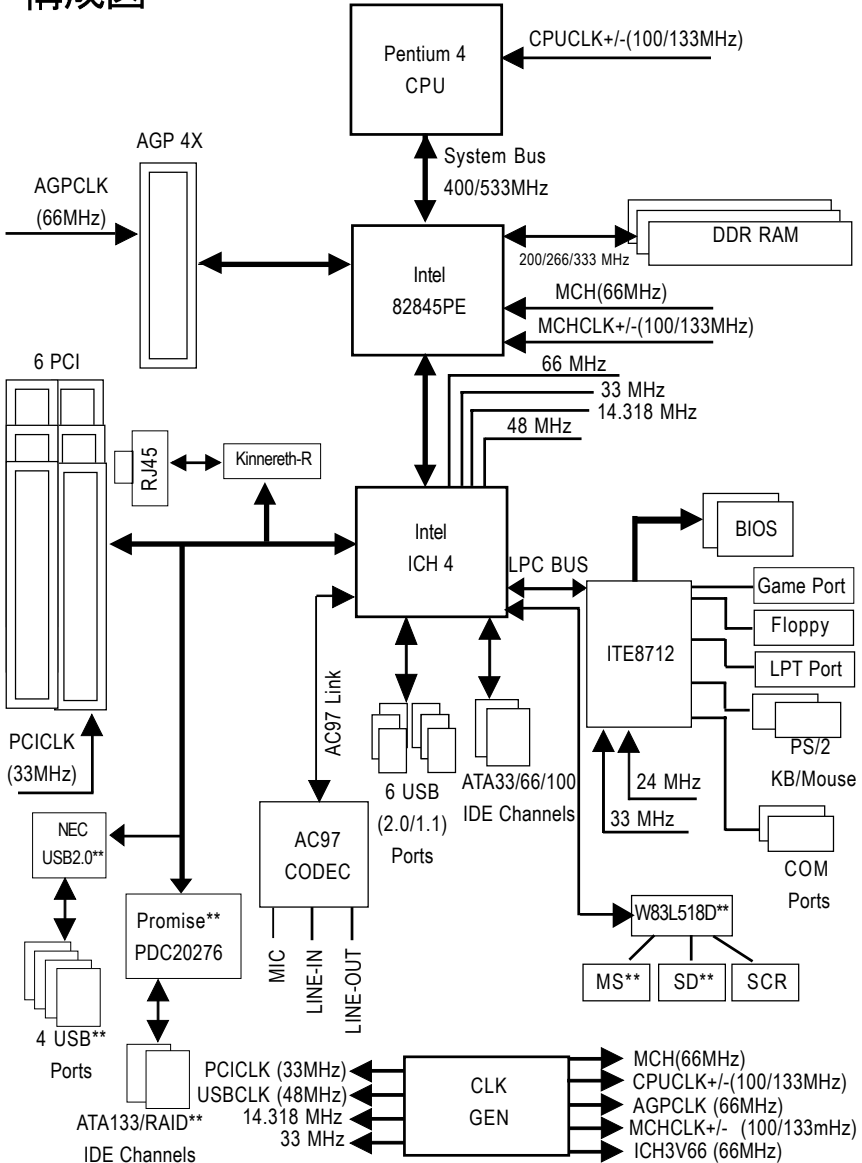 構成図
Pentium 4
CPU
CPUCLK+/-(100/133MHz)
AGP 4X
System Bus
400/533MHz
AGPCLK
(66MHz)
DDR RAM
200/266/333 MHz
Intel
82845PE
MCH(66MHz)
MCHCLK+/-(100/133MHz)
6 PCI
66 MHz
33 MHz
14.318 MHz
48 MHz
RJ45
Kinnereth-R
Intel
ICH 4
BIOS
LPC BUS
Game Port
Floppy
ITE8712
LPT Port
AC97 Link
PS/2
KB/Mouse
PCICLK
(33MHz)
6 USB
(2.0/1.1)
Ports
ATA33/66/100
IDE Channels
24 MHz
33 MHz
NEC
USB2.0**
AC97
CODEC
COM
Ports
Promise**
PDC20276
W83L518D**
MIC
LINE-IN
LINE-OUT
MS**
SD**
SCR
4 USB**
Ports
ATA133/RAID**
IDE Channels
PCICLK (33MHz)
USBCLK (48MHz)
14.318 MHz
33 MHz
CLK
GEN
MCH(66MHz)
CPUCLK+/-(100/133MHz)
AGPCLK (66MHz)
MCHCLK+/- (100/133mHz)
ICH3V66 (66MHz)